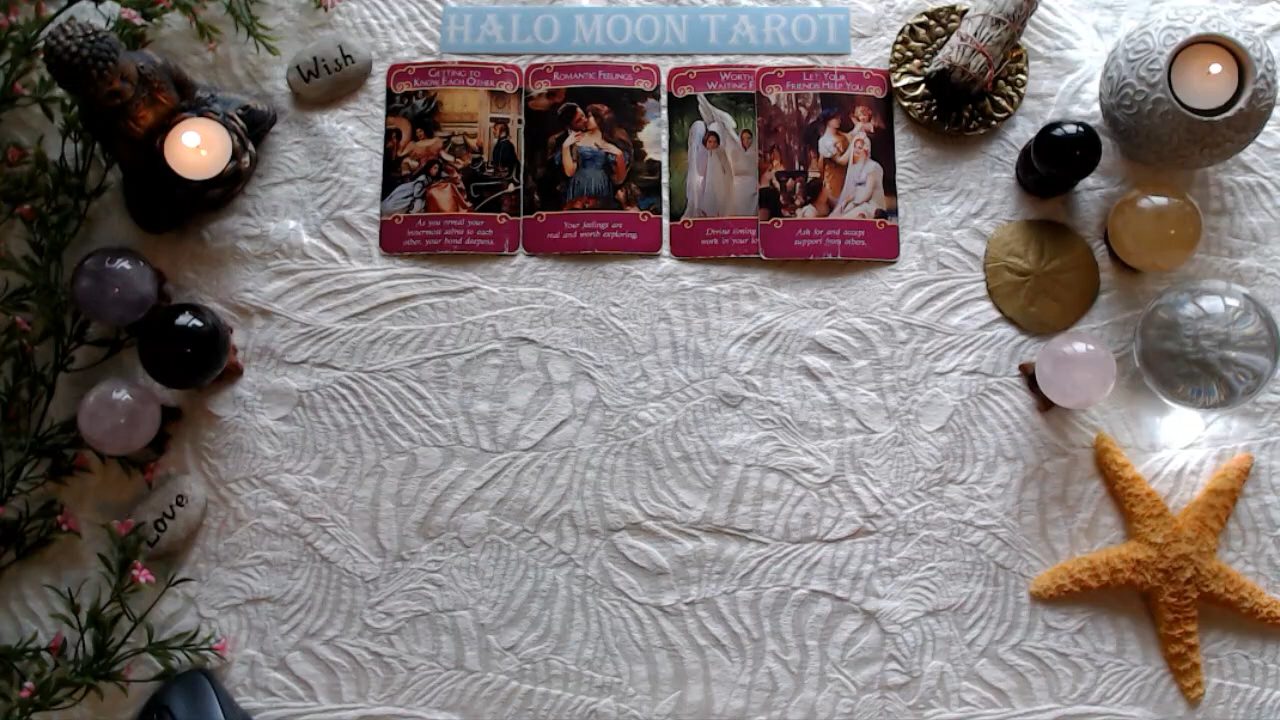 HALO MOON TAROT
Wish
GETTING TO
KNOW EACH OTHER
ROMANTIC FEELINGS
WORTH
WAITING F
LET YOUR
FRIENDS HELP YOU
As you reveal your
innermost selves to each
other, your bond deepens.
Your feelings are
real and worth exploring.
Divine timing
work in your lo
Ask for and accept
support from others.
Love